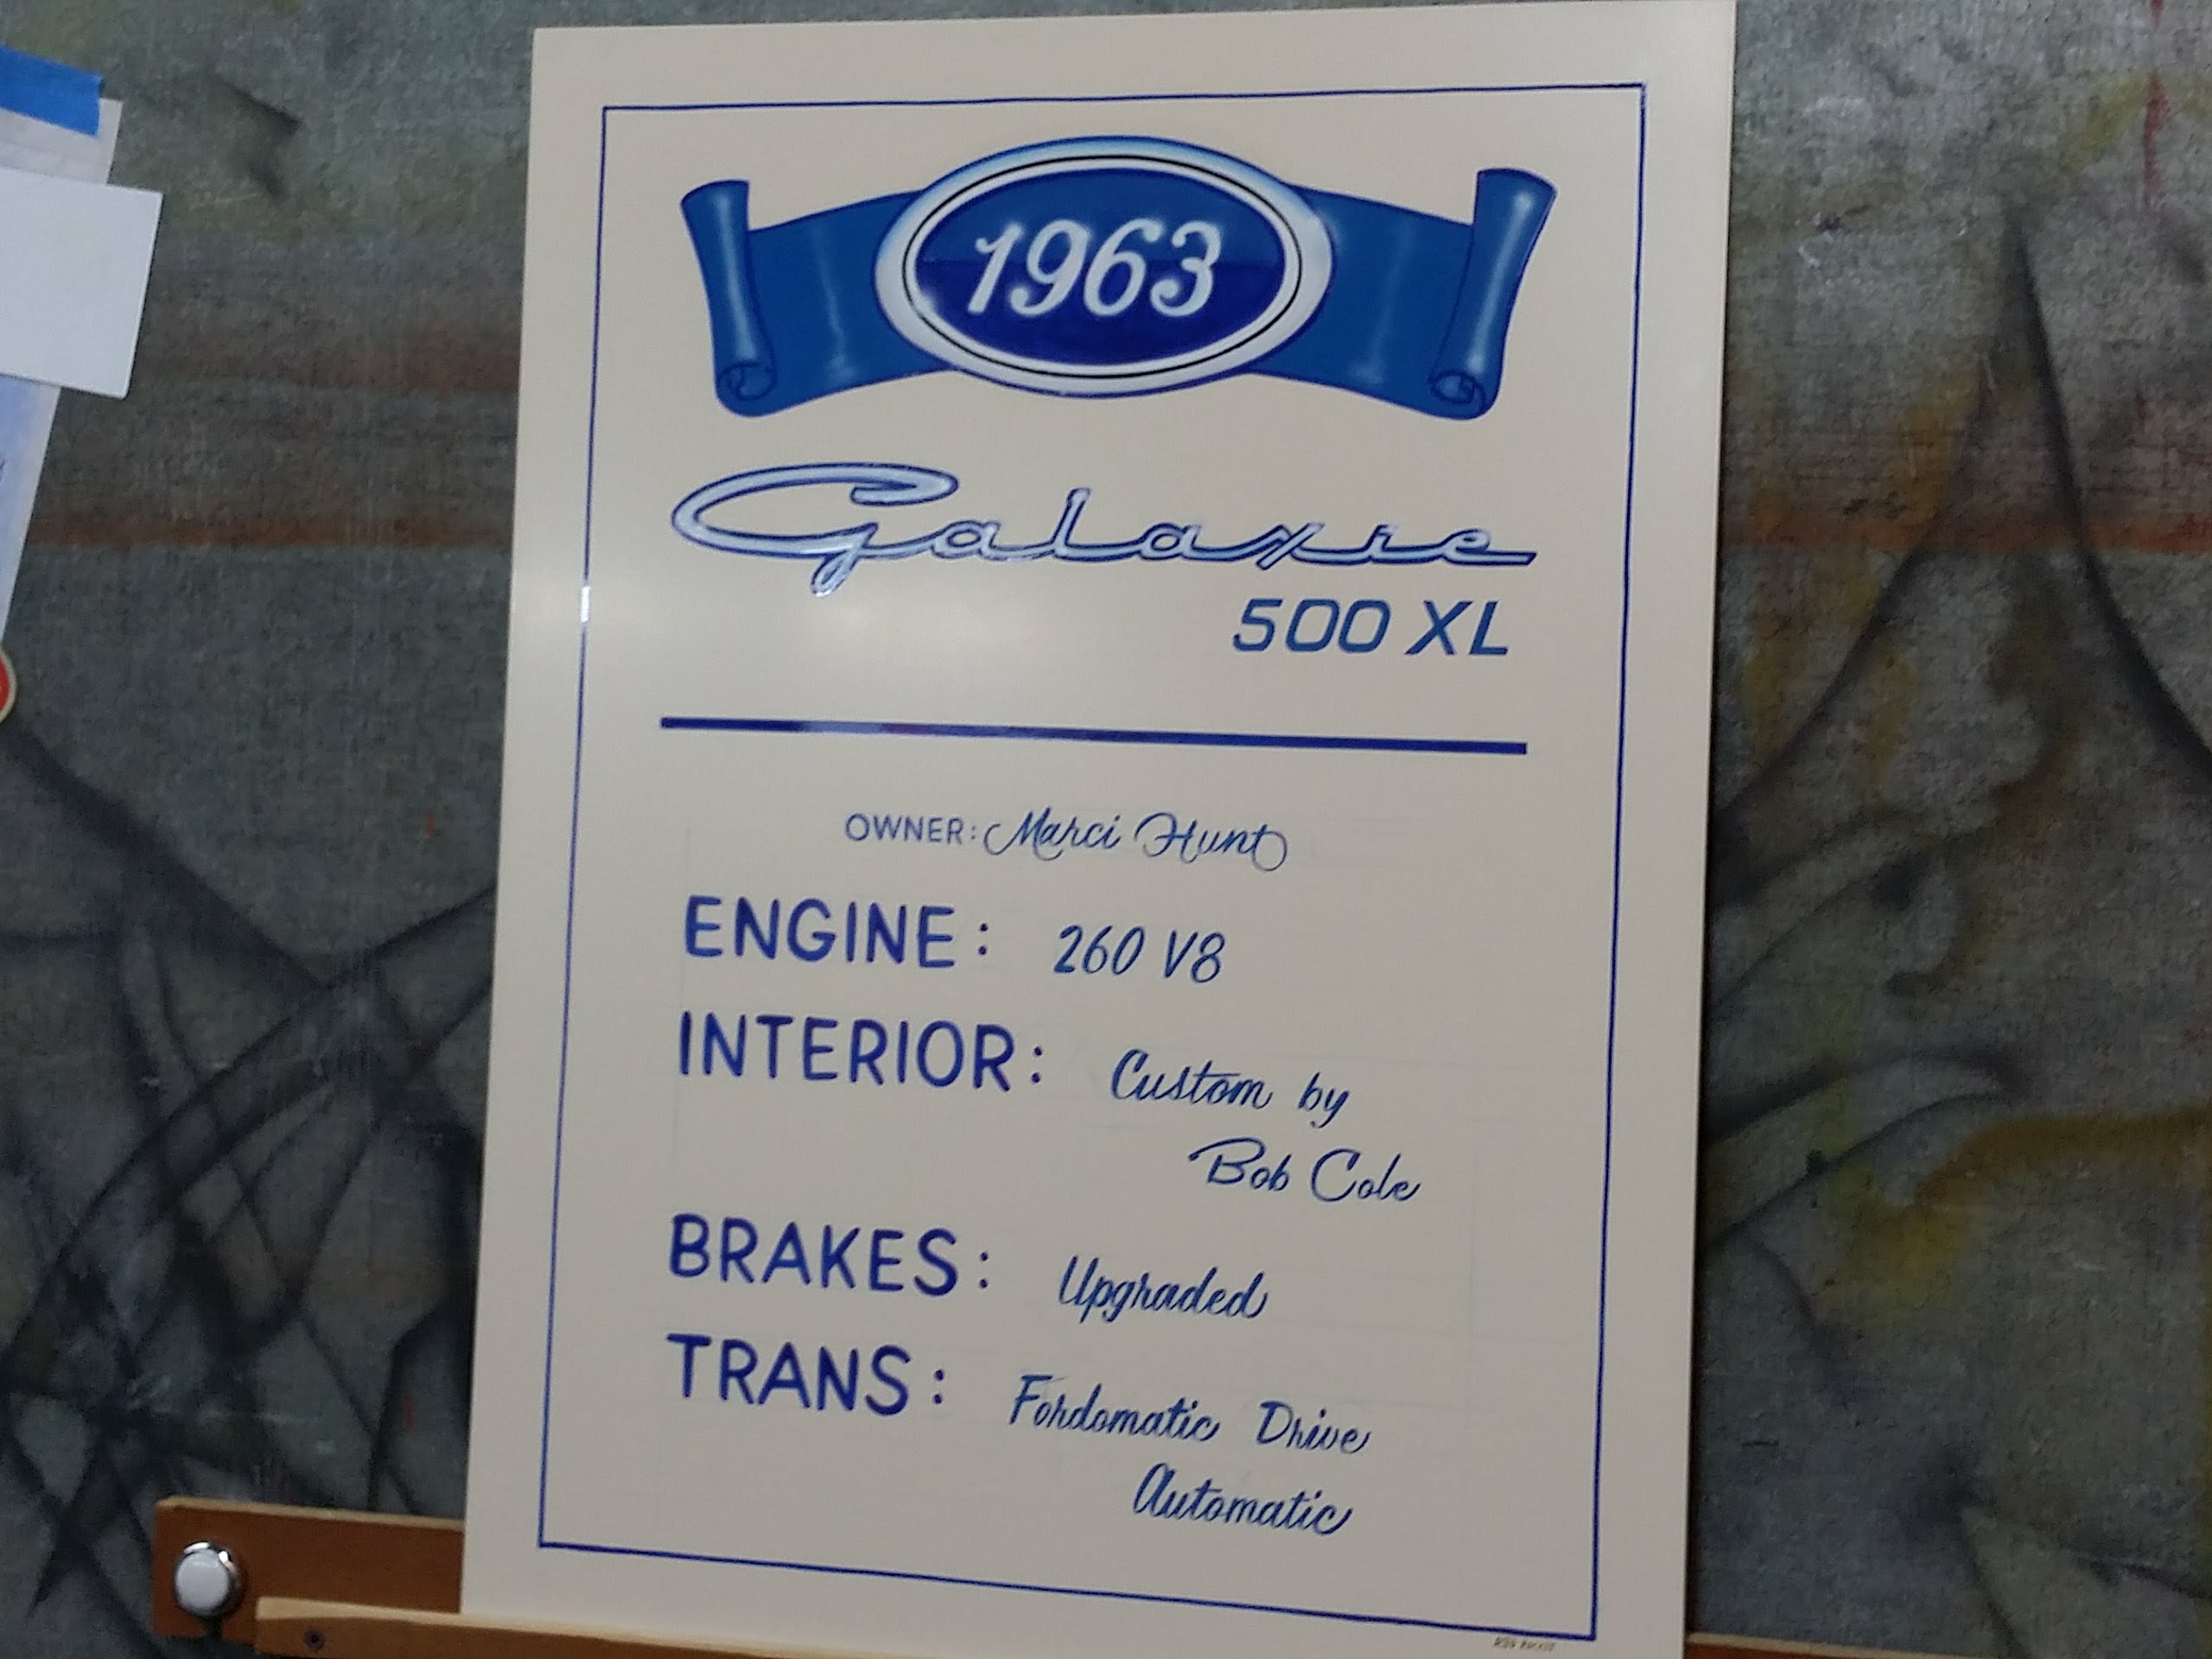 1963
Galaxie
500 XL
OWNER: Marci Hunt
ENGINE: 260 V8
INTERIOR: Custom by
Bob Cole
BRAKES: Upgraded
TRANS: Fordomatic Drive
Automatic